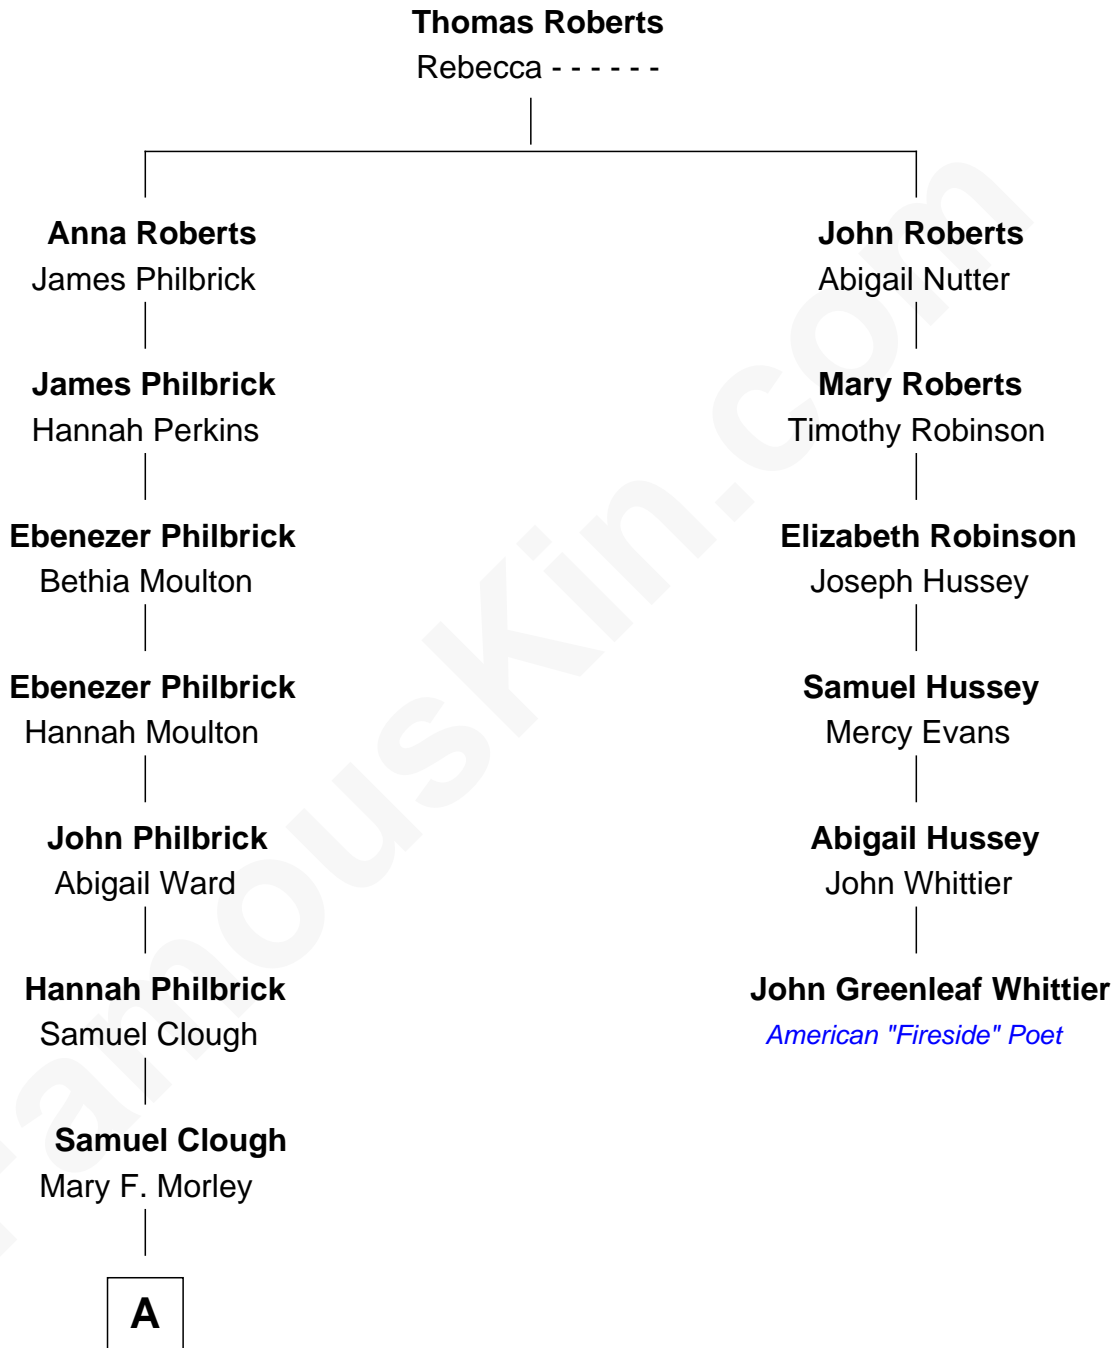 Thomas Roberts
Rebecca - - - - - -
Anna Roberts
James Philbrick
James Philbrick
Hannah Perkins
Ebenezer Philbrick
Bethia Moulton
Ebenezer Philbrick
Hannah Moulton
John Philbrick
Abigail Ward
Hannah Philbrick
Samuel Clough
Samuel Clough
Mary F. Morley
A
John Roberts
Abigail Nutter
Mary Roberts
Timothy Robinson
Elizabeth Robinson
Joseph Hussey
Samuel Hussey
Mercy Evans
Abigail Hussey
John Whittier
John Greenleaf Whittier
American "Fireside" Poet
FamousKin.com